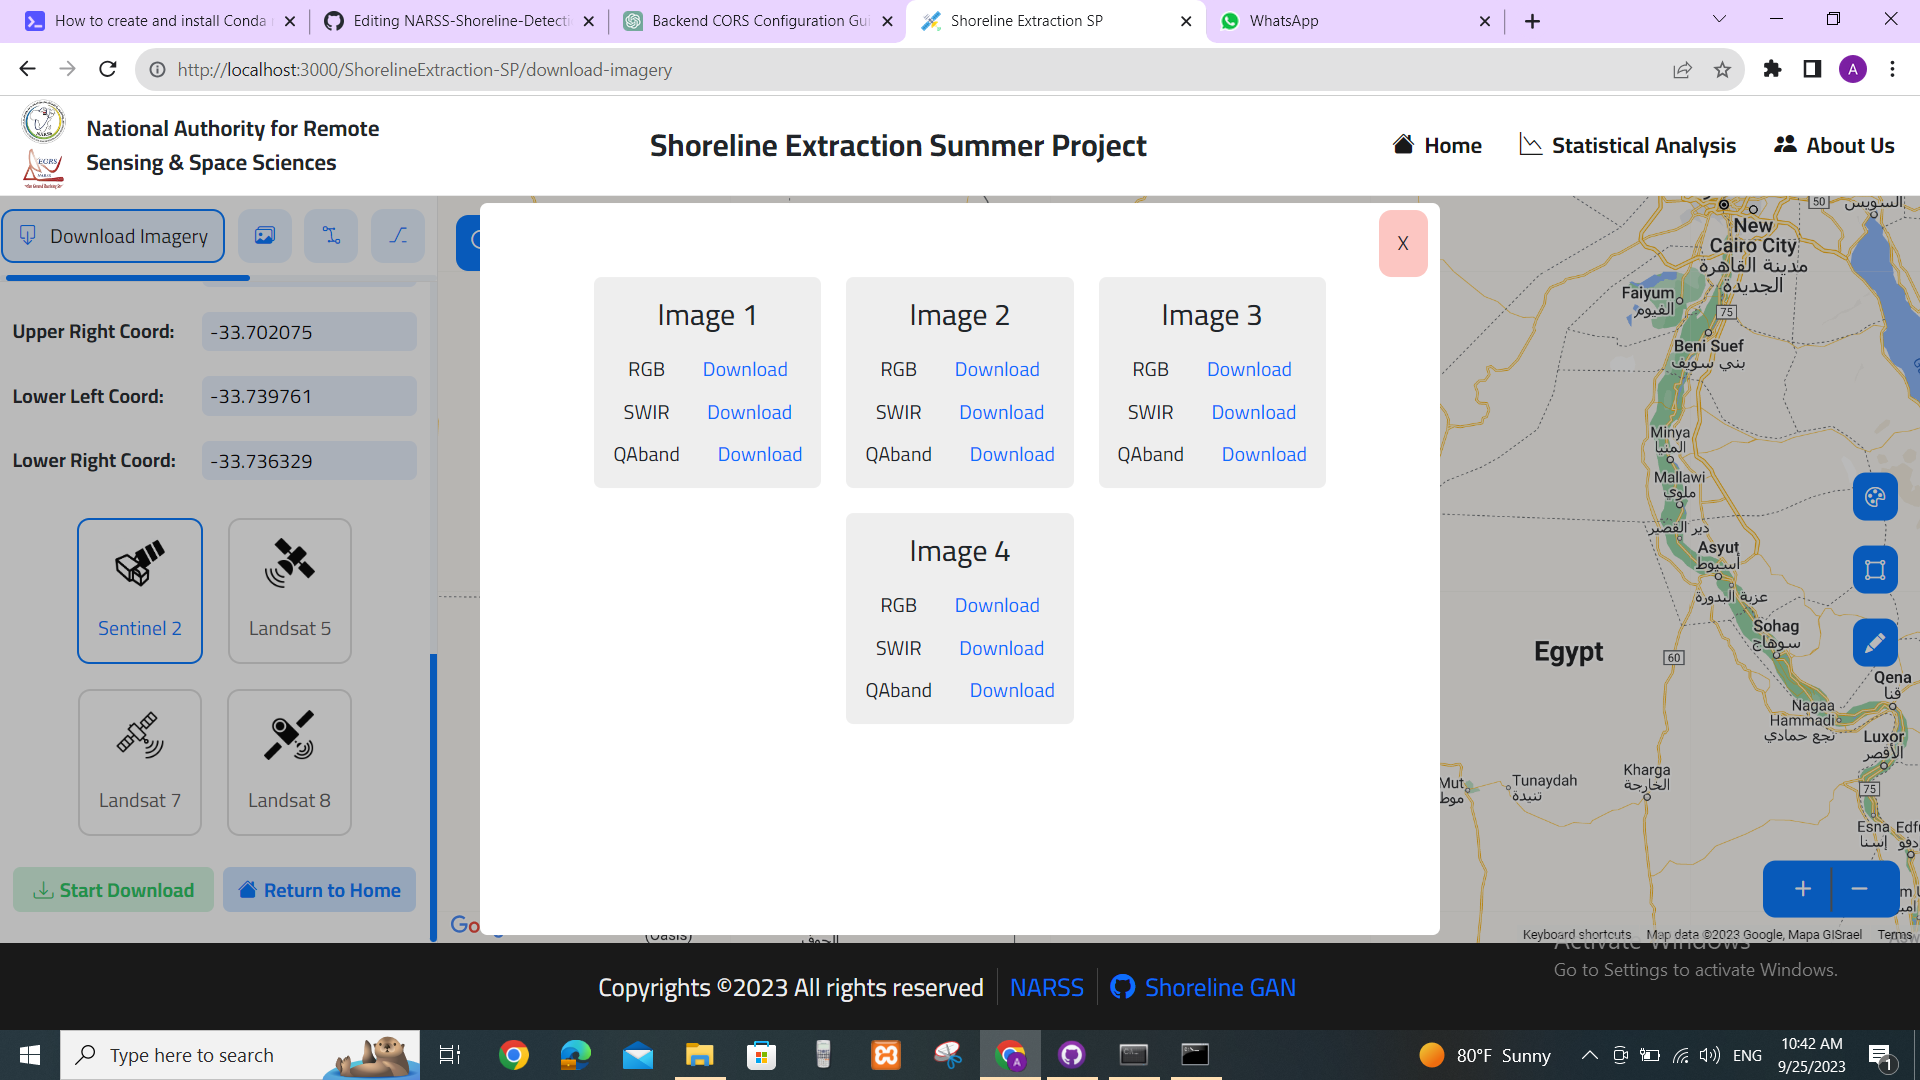 How to create and install Conda
Editing NARSS-Shoreline-Detecti
Backend CORS Configuration Gui
Shoreline Extraction SP
WhatsApp
http://localhost:3000/ShorelineExtraction-SP/download-imagery
A
National Authority for Remote
Sensing & Space Sciences
Shoreline Extraction Summer Project
Home
Statistical Analysis
About Us
Download Imagery
Upper Right Coord:
-33.702075
Lower Left Coord:
-33.739761
Lower Right Coord:
-33.736329
Sentinel 2
Landsat 5
Landsat 7
Landsat 8
Start Download
Return to Home
X
Image 1
RGB Download
SWIR Download
QAband Download
Image 2
RGB Download
SWIR Download
QAband Download
Image 3
RGB Download
SWIR Download
QAband Download
Image 4
RGB Download
SWIR Download
QAband Download
50
السويس
New
Cairo City
مدينة القاهرة
الجديدة
Faiyum
الفيوم
75
Beni Suef
بني سويف
Minya
المنيا
Mallawi
ملوي
دير القصير
Asyut
أسيوط
عزبة البدورة
Sohag
سوهاج
Egypt
60
Qena
قنا
Nagaa
Hammadi
نجع حمادي
Luxor
الأقصر
Kharga
الخارجة
Mut
موط
Tunaydah
تنيدة
75
Esna
إسنا
Edfu
+ −
Keyboard shortcuts Map data ©2023 Google, Mapa GISrael Terms
Activate Windows
Go to Settings to activate Windows.
Copyrights ©2023 All rights reserved NARSS Shoreline GAN
Type here to search
80°F Sunny
ENG
10:42 AM
9/25/2023
1